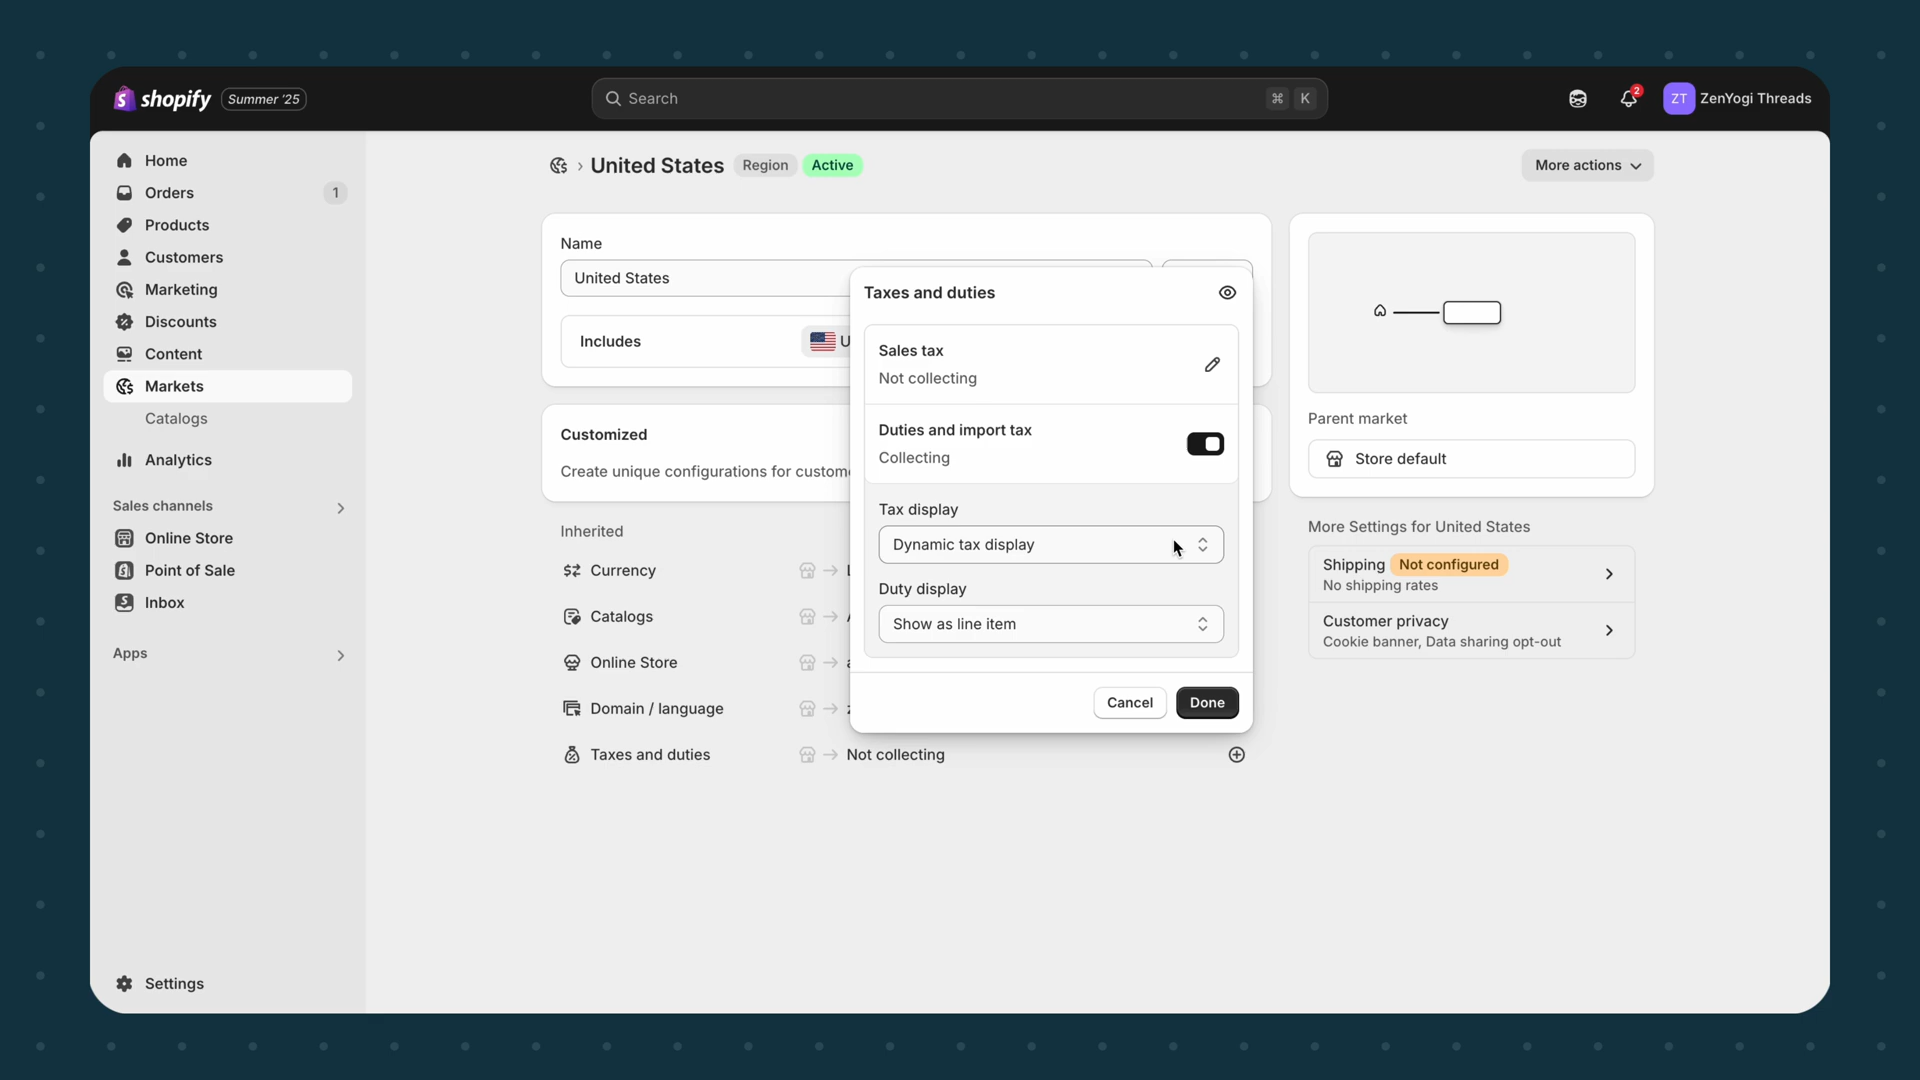 shopify Summer '25
Search ⌘ K
2
ZT ZenYogi Threads
Home
Orders 1
Products
Customers
Marketing
Discounts
Content
Markets
Catalogs
Analytics
Sales channels
Online Store
Point of Sale
Inbox
Apps
Settings
United States Region Active
More actions
Name
United States
Includes
Customized
Create unique configurations for
Inherited
Currency
Catalogs
Online Store
Domain / language
Taxes and duties Not collecting
Taxes and duties
Sales tax
Not collecting
Duties and import tax
Collecting
Tax display
Dynamic tax display
Duty display
Show as line item
Cancel Done
Parent market
Store default
More Settings for United States
Shipping Not configured
No shipping rates
Customer privacy
Cookie banner, Data sharing opt-out